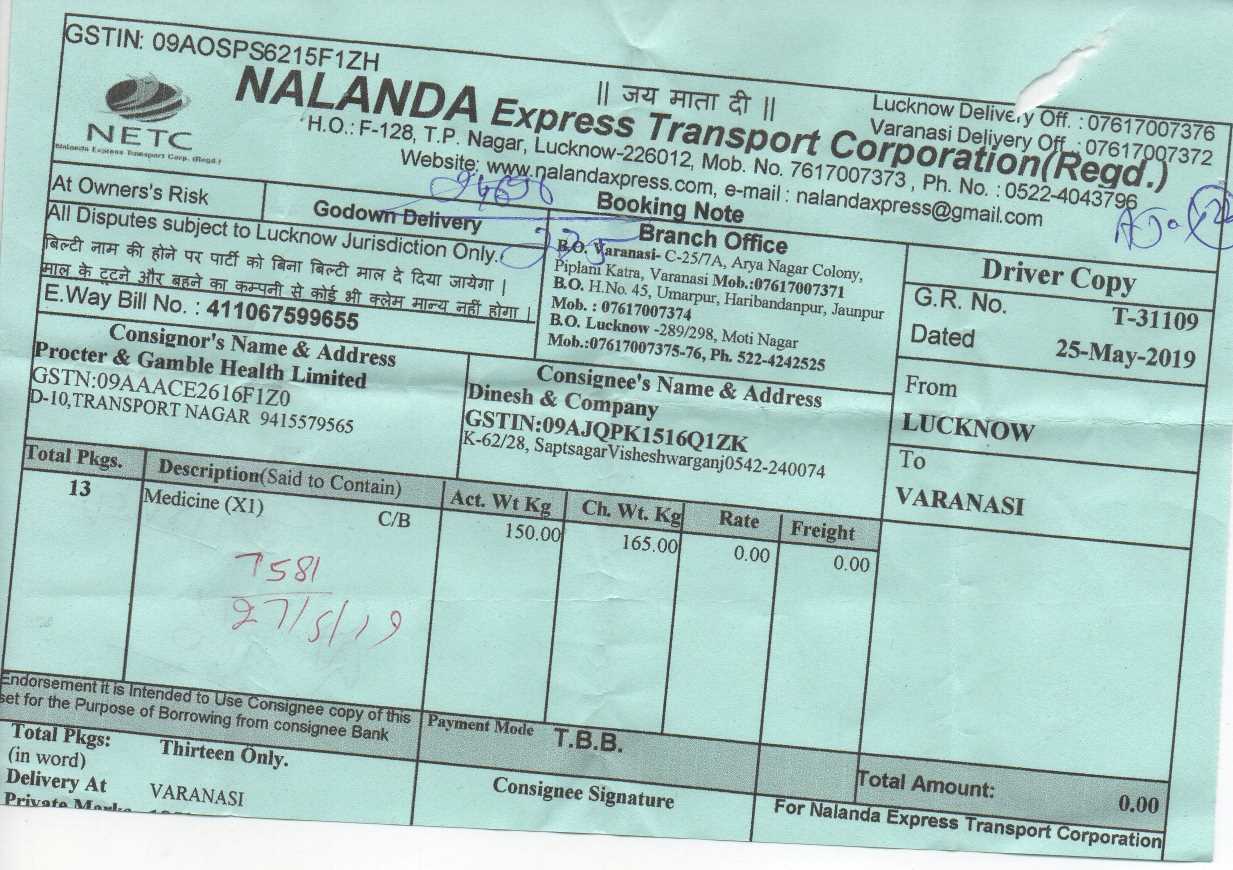 GSTIN: 09AOSPS6215F1ZH
|| जय माता दी ||
Lucknow Delivery Off. : 07617007376
Varanasi Delivery Off. : 07617007372
NETC
Nalanda Express Transport Corp. (Regd.)
NALANDA Express Transport Corporation(Regd.)
H.O.: F-128, T.P. Nagar, Lucknow-226012, Mob. No. 7617007373 , Ph. No. : 0522-4043796
Website: www.nalandaxpress.com, e-mail : nalandaxpress@gmail.com
Booking Note
At Owners's Risk
Godown Delivery
All Disputes subject to Lucknow Jurisdiction Only.
बिल्टी नाम की होने पर पार्टी को बिना बिल्टी माल दे दिया जायेगा |
माल के टूटने और बहने का कम्पनी से कोई भी क्लेम मान्य नहीं होगा |
E.Way Bill No. : 411067599655
Branch Office
B.O. Varanasi- C-25/7A, Arya Nagar Colony,
Piplani Katra, Varanasi Mob.:07617007371
B.O. H.No. 45, Umarpur, Haribandanpur, Jaunpur
Mob. : 07617007374
B.O. Lucknow -289/298, Moti Nagar
Mob.:07617007375-76, Ph. 522-4242525
Driver Copy
G.R. No. T-31109
Dated 25-May-2019
Consignor's Name & Address
Procter & Gamble Health Limited
GSTN:09AAACE2616F1Z0
D-10,TRANSPORT NAGAR 9415579565
Consignee's Name & Address
Dinesh & Company
GSTIN:09AJQPK1516Q1ZK
K-62/28, SaptsagarVisheshwarganj0542-240074
From
LUCKNOW
To
VARANASI
Total Pkgs. Description(Said to Contain) Act. Wt Kg Ch. Wt. Kg Rate Freight
13 Medicine (X1) C/B 150.00 165.00 0.00 0.00
T581
27/5/19
Endorsement it is Intended to Use Consignee copy of this
set for the Purpose of Borrowing from consignee Bank
Payment Mode T.B.B.
Total Amount: 0.00
Total Pkgs: Thirteen Only.
(in word)
Delivery At VARANASI
Private Marks
Consignee Signature
For Nalanda Express Transport Corporation